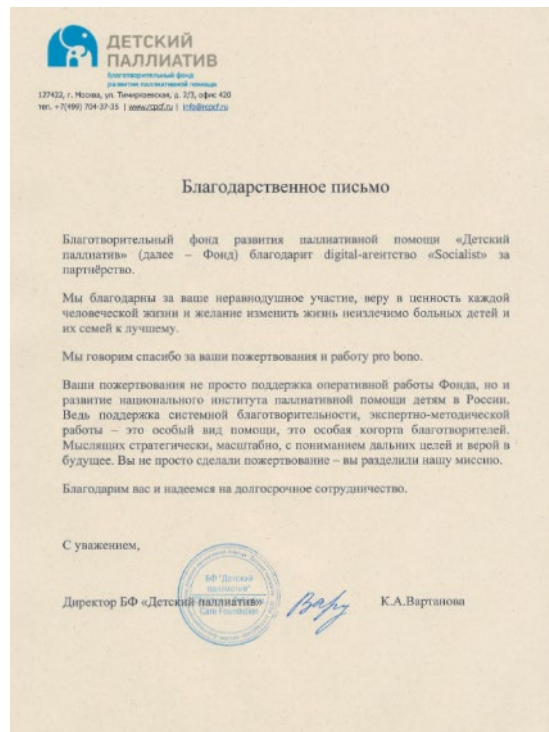 ДЕТСКИЙ
ПАЛЛИАТИВ
благотворительный фонд
развития паллиативной помощи
127422, г. Москва, ул. Тимирязевская, д. 2/3, офис 420
тел. +7(499) 704-37-35 | www.rcpcf.ru | info@rcpcf.ru
Благодарственное письмо
Благотворительный фонд развития паллиативной помощи «Детский
паллиатив» (далее – Фонд) благодарит digital-агентство «Socialist» за
партнёрство.
Мы благодарны за ваше неравнодушное участие, веру в ценность каждой
человеческой жизни и желание изменить жизнь неизлечимо больных детей и
их семей к лучшему.
Мы говорим спасибо за ваши пожертвования и работу pro bono.
Ваши пожертвования не просто поддержка оперативной работы Фонда, но и
развитие национального института паллиативной помощи детям в России.
Ведь поддержка системной благотворительности, экспертно-методической
работы – это особый вид помощи, это особая когорта благотворителей.
Мыслящих стратегически, масштабно, с пониманием дальних целей и верой в
будущее. Вы не просто сделали пожертвование – вы разделили нашу миссию.
Благодарим вас и надеемся на долгосрочное сотрудничество.
С уважением,
БФ "Детский
паллиатив"
Care Foundation
Директор БФ «Детский паллиатив» К.А.Вартанова